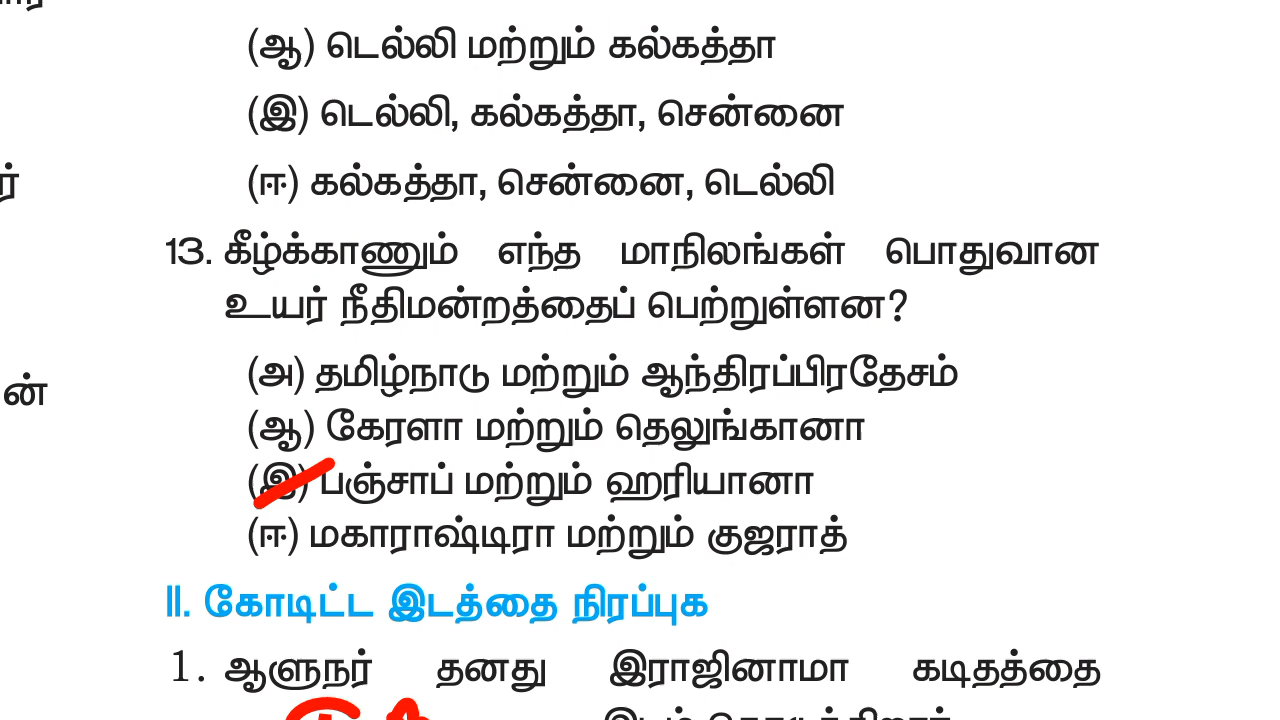 (ஆ) டெல்லி மற்றும் கல்கத்தா
(இ) டெல்லி, கல்கத்தா, சென்னை
(ஈ) கல்கத்தா, சென்னை, டெல்லி
13. கீழ்க்காணும் எந்த மாநிலங்கள் பொதுவான
உயர் நீதிமன்றத்தைப் பெற்றுள்ளன?
(அ) தமிழ்நாடு மற்றும் ஆந்திரப்பிரதேசம்
(ஆ) கேரளா மற்றும் தெலுங்கானா
(இ) பஞ்சாப் மற்றும் ஹரியானா
(ஈ) மகாராஷ்டிரா மற்றும் குஜராத்
II. கோடிட்ட இடத்தை நிரப்புக
1. ஆளுநர் தனது இராஜினாமா கடிதத்தை